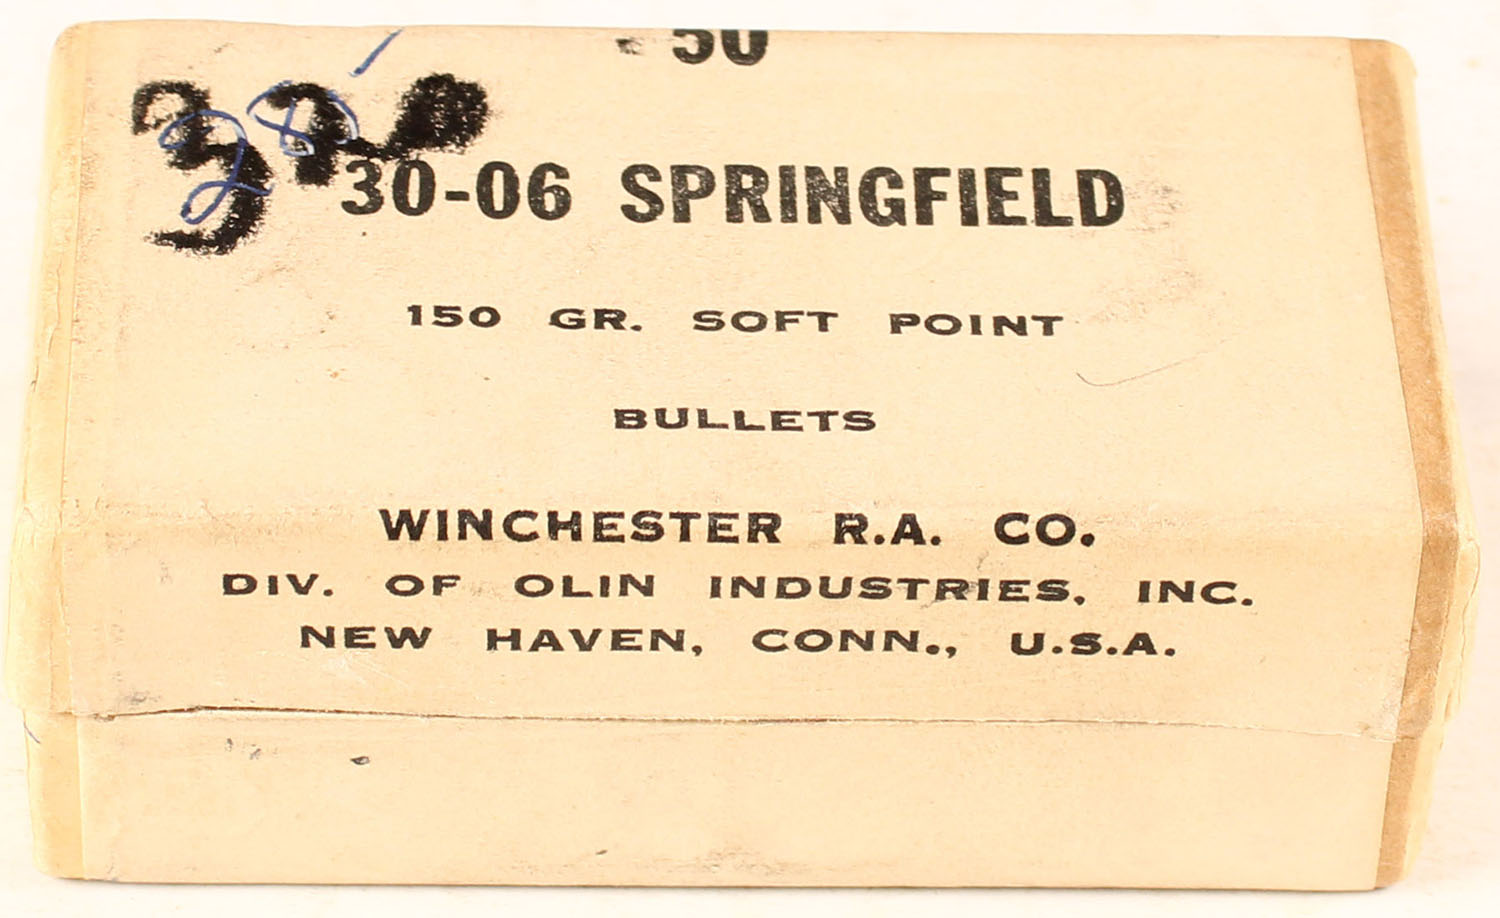 50
28
30-06 SPRINGFIELD
150 GR. SOFT POINT
BULLETS
WINCHESTER R.A. CO.
DIV. OF OLIN INDUSTRIES, INC.
NEW HAVEN, CONN., U.S.A.